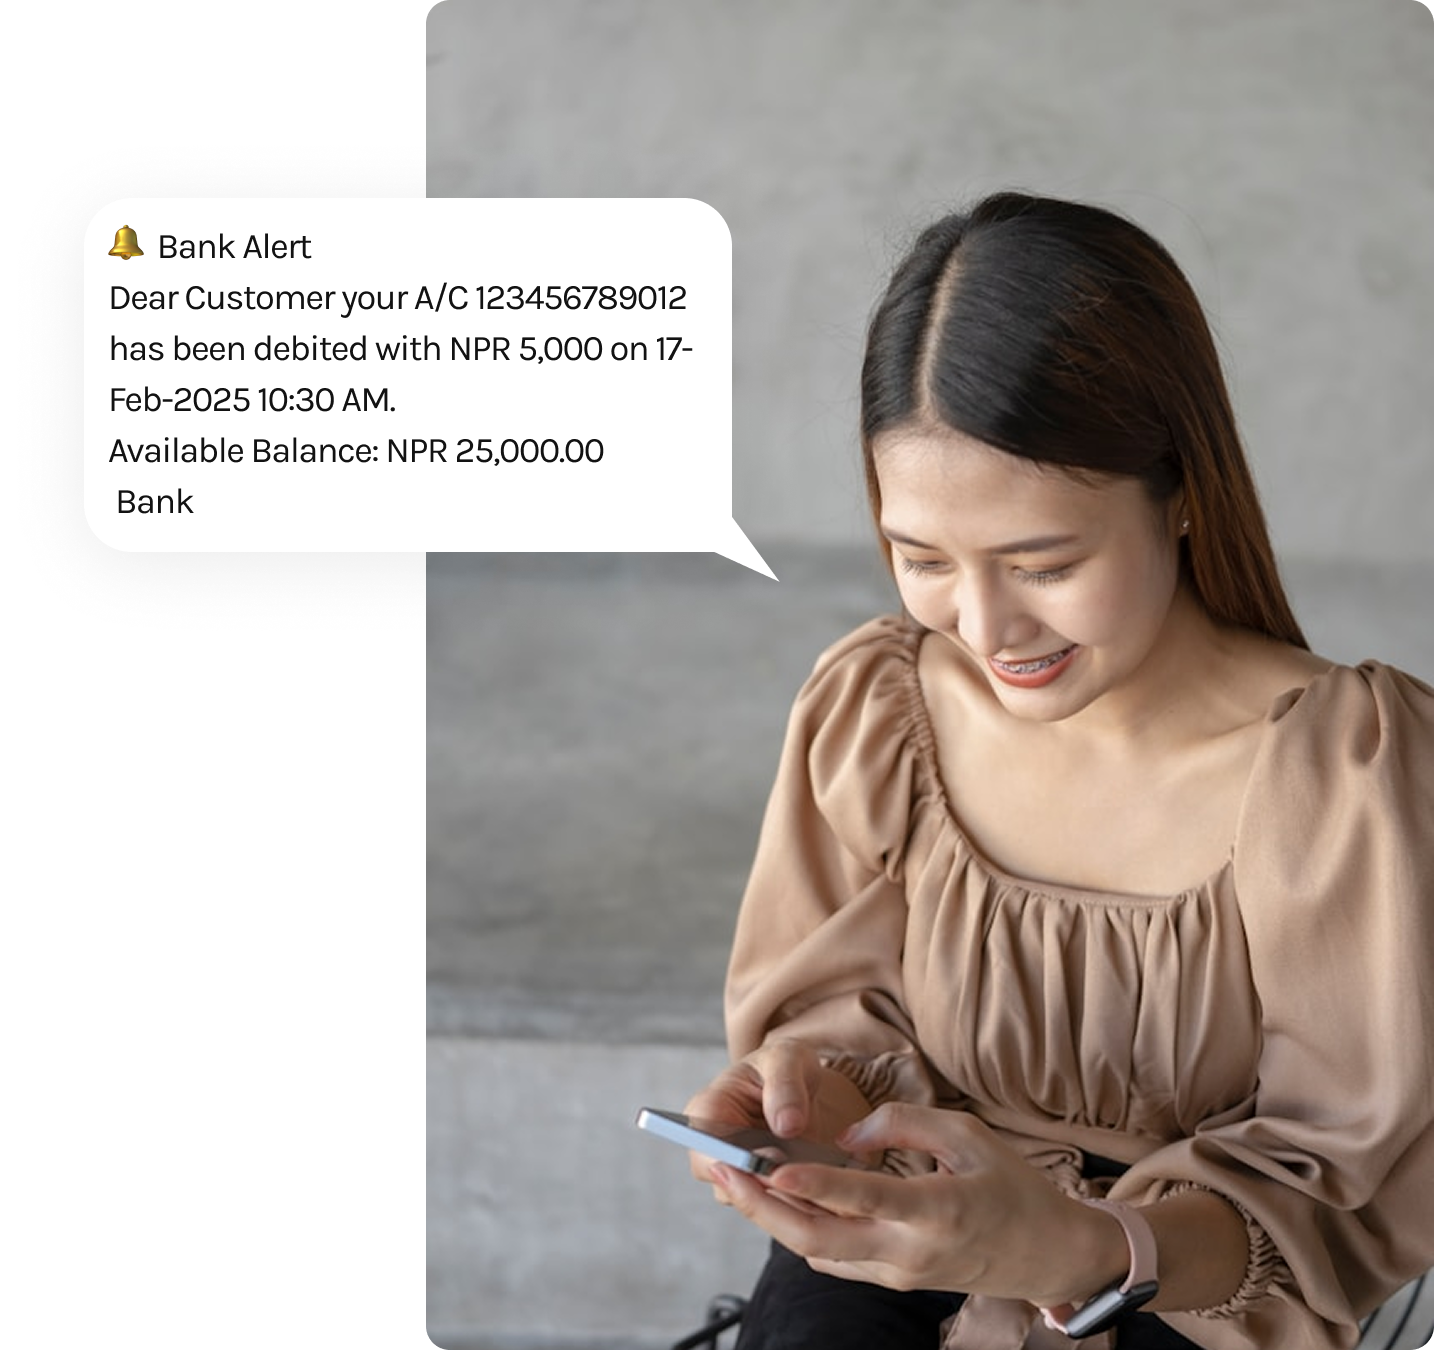 🔔 Bank Alert
Dear Customer your A/C 123456789012
has been debited with NPR 5,000 on 17-
Feb-2025 10:30 AM.
Available Balance: NPR 25,000.00
Bank